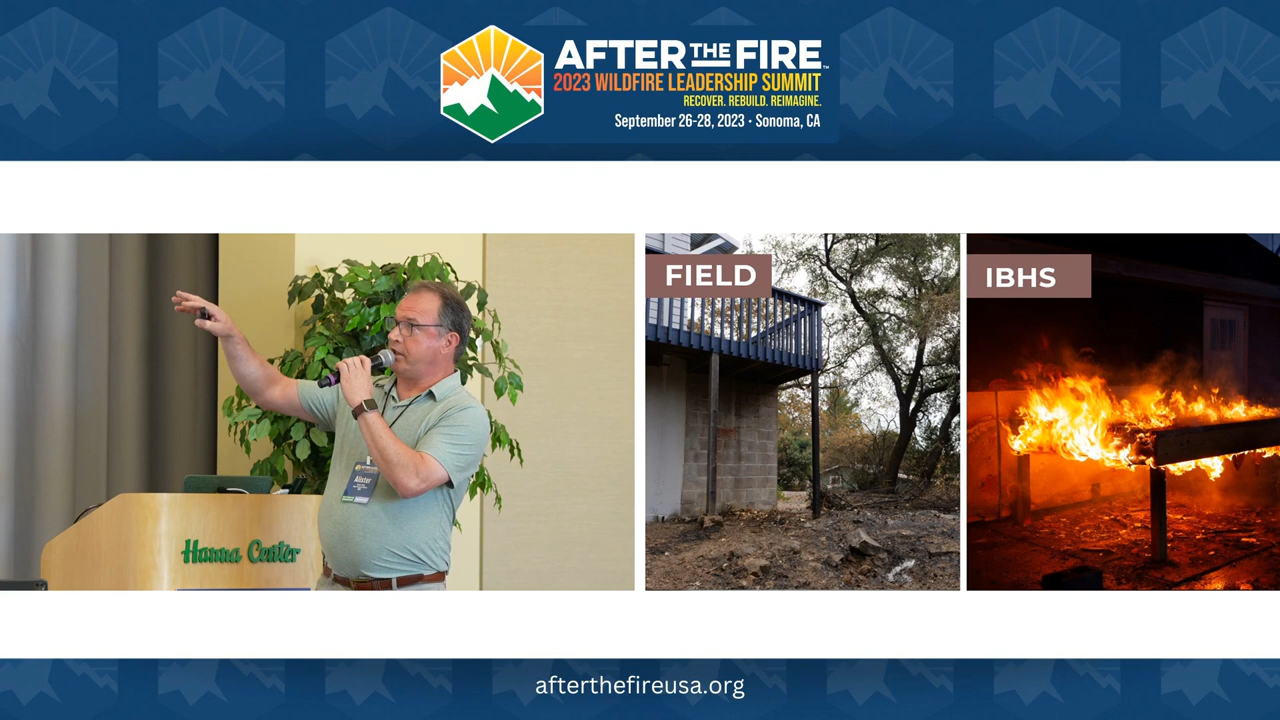 AFTER THE FIRE™
2023 WILDFIRE LEADERSHIP SUMMIT
RECOVER. REBUILD. REIMAGINE.
September 26-28, 2023 • Sonoma, CA
FIELD
IBHS
Alister
Hanna Center
afterthefireusa.org